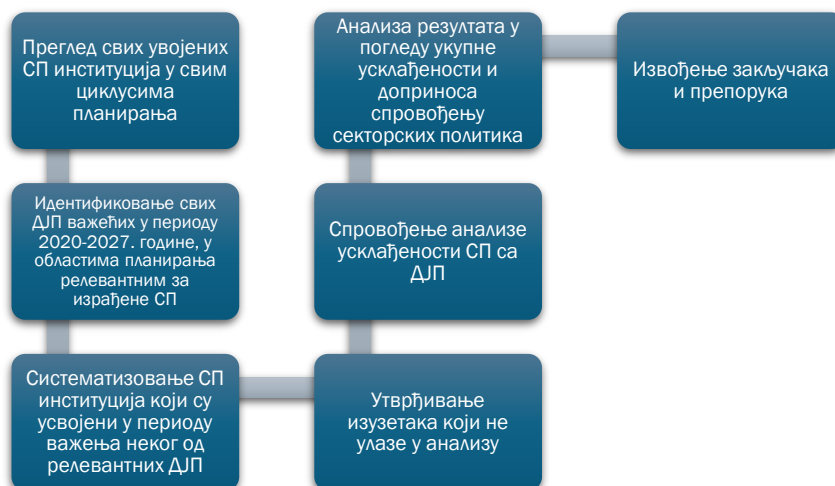 Преглед свих увојених
СП институција у свим
циклусима
планирања
Идентификовање свих
ДЈП важећих у периоду
2020-2027. године, у
областима планирања
релевантним за
израђене СП
Систематизовање СП
институција који су
усвојени у периоду
важења неког од
релевантних ДЈП
Утврђивање
изузетака који не
улазе у анализу
Спровођење анализе
усклађености СП са
ДЈП
Анализа резултата у
погледу укупне
усклађености и
доприноса
спровођењу
секторских политика
Извођење закључака
и препорука